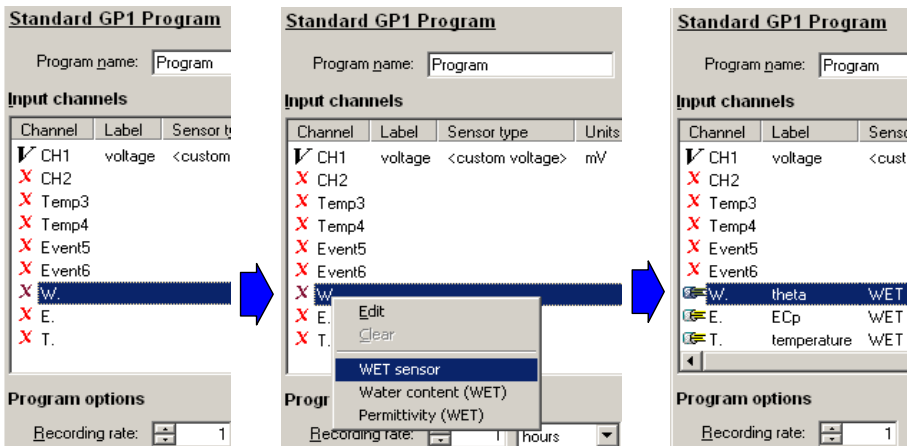 Standard GP1 Program
Program name: Program
Input channels
Channel Label Sensor t
V CH1 voltage <custom
X CH2
X Temp3
X Temp4
X Event5
X Event6
X W.
X E.
X T.
Program options
Recording rate: 1
Standard GP1 Program
Program name: Program
Input channels
Channel Label Sensor type Units
V CH1 voltage <custom voltage> mV
X CH2
X Temp3
X Temp4
X Event5
X Event6
X W.
X E.
X T.
Edit
Clear
WET sensor
Water content (WET)
Permittivity (WET)
Progr
Recording rate: 1 hours
Standard GP1 Program
Program name: Program
Input channels
Channel Label Senso
V CH1 voltage <cust
X CH2
X Temp3
X Temp4
X Event5
X Event6
W. theta WET
E. ECp WET
T. temperature WET
Program options
Recording rate: 1